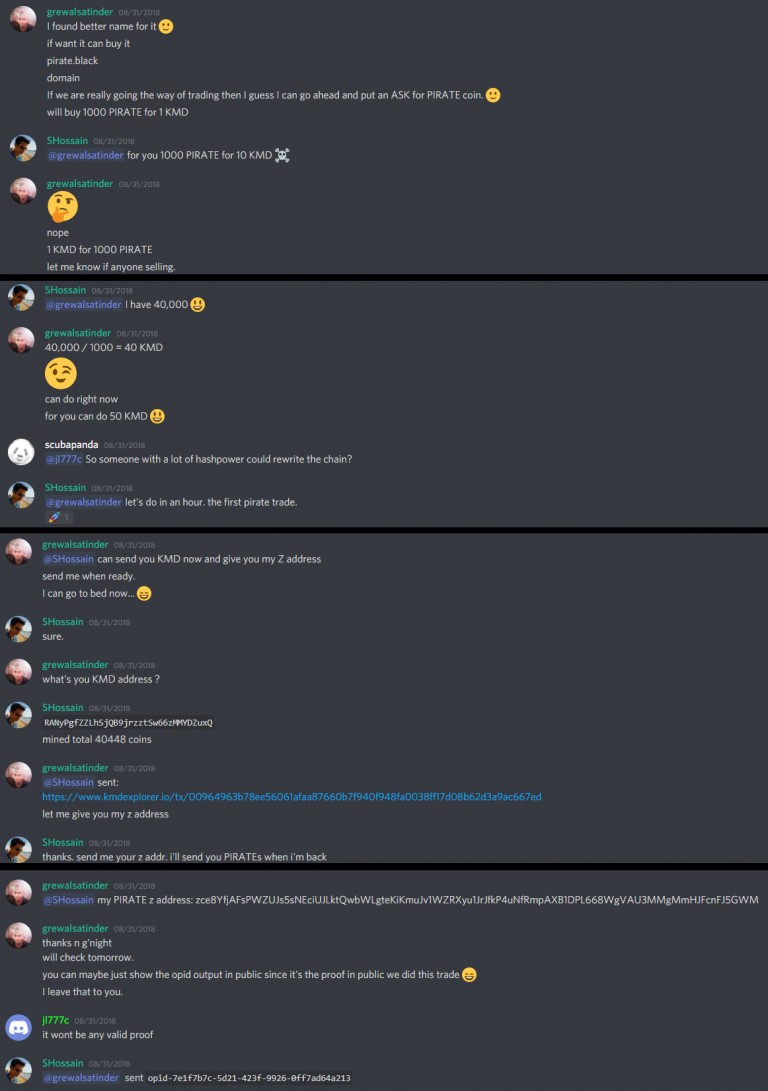 grewalsatinder 08/31/2018
I found better name for it
if want it can buy it
pirate.black
domain
If we are really going the way of trading then I guess I can go ahead and put an ASK for PIRATE coin.
will buy 1000 PIRATE for 1 KMD
SHossain 08/31/2018
@grewalsatinder for you 1000 PIRATE for 10 KMD
grewalsatinder 08/31/2018
nope
1 KMD for 1000 PIRATE
let me know if anyone selling.
SHossain 08/31/2018
@grewalsatinder I have 40,000
grewalsatinder 08/31/2018
40,000 / 1000 = 40 KMD
can do right now
for you can do 50 KMD
scubapanda 08/31/2018
@jl777c So someone with a lot of hashpower could rewrite the chain?
SHossain 08/31/2018
@grewalsatinder let's do in an hour. the first pirate trade.
1
grewalsatinder 08/31/2018
@SHossain can send you KMD now and give you my Z address
send me when ready.
I can go to bed now...
SHossain 08/31/2018
sure.
grewalsatinder 08/31/2018
what's you KMD address ?
SHossain 08/31/2018
RANyPgfZZLhSjQB9jrzztSw66zMMYDZuxQ
mined total 40448 coins
grewalsatinder 08/31/2018
@SHossain sent:
https://www.kmdexplorer.io/tx/00964963b78ee56061afaa87660b7f940f948fa0038ff17d08b62d3a9ac667ed
let me give you my z address
SHossain 08/31/2018
thanks. send me your z addr. i'll send you PIRATEs when i'm back
grewalsatinder 08/31/2018
@SHossain my PIRATE z address: zce8YfjAFsPWZUJs5sNEciUJLktQwbWLgteKiKmuJv1WZRXyu1JrJfkP4uNfRmpAXB1DPL668WgVAU3MMgMmHJFcnFJ5GWM
grewalsatinder 08/31/2018
thanks n g'night
will check tomorrow.
you can maybe just show the opid output in public since it's the proof in public we did this trade
I leave that to you.
jl777c 08/31/2018
it wont be any valid proof
SHossain 08/31/2018
@grewalsatinder sent opid-7e1f7b7c-5d21-423f-9926-0ff7ad64a213